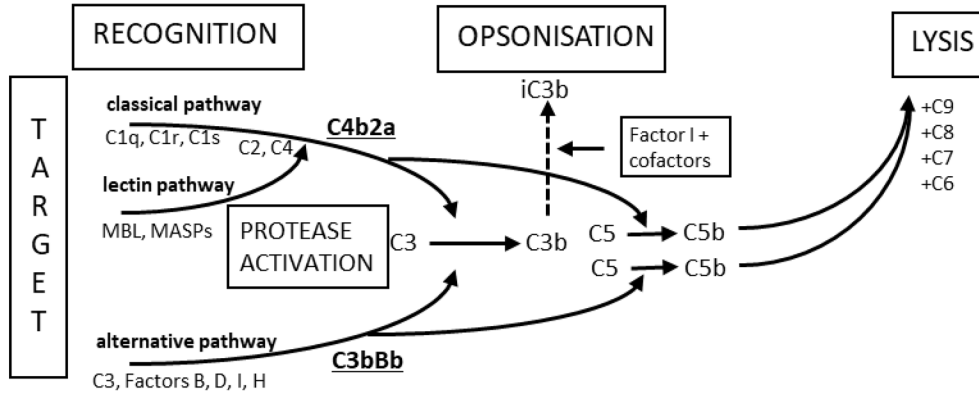 RECOGNITION
OPSONISATION
LYSIS
TARGET
classical pathway
C1q, C1r, C1s
C2, C4
C4b2a
lectin pathway
MBL, MASPs
PROTEASE
ACTIVATION
iC3b
Factor I +
cofactors
C3
C3b
C5
C5b
C5
C5b
+C9
+C8
+C7
+C6
alternative pathway
C3, Factors B, D, I, H
C3bBb